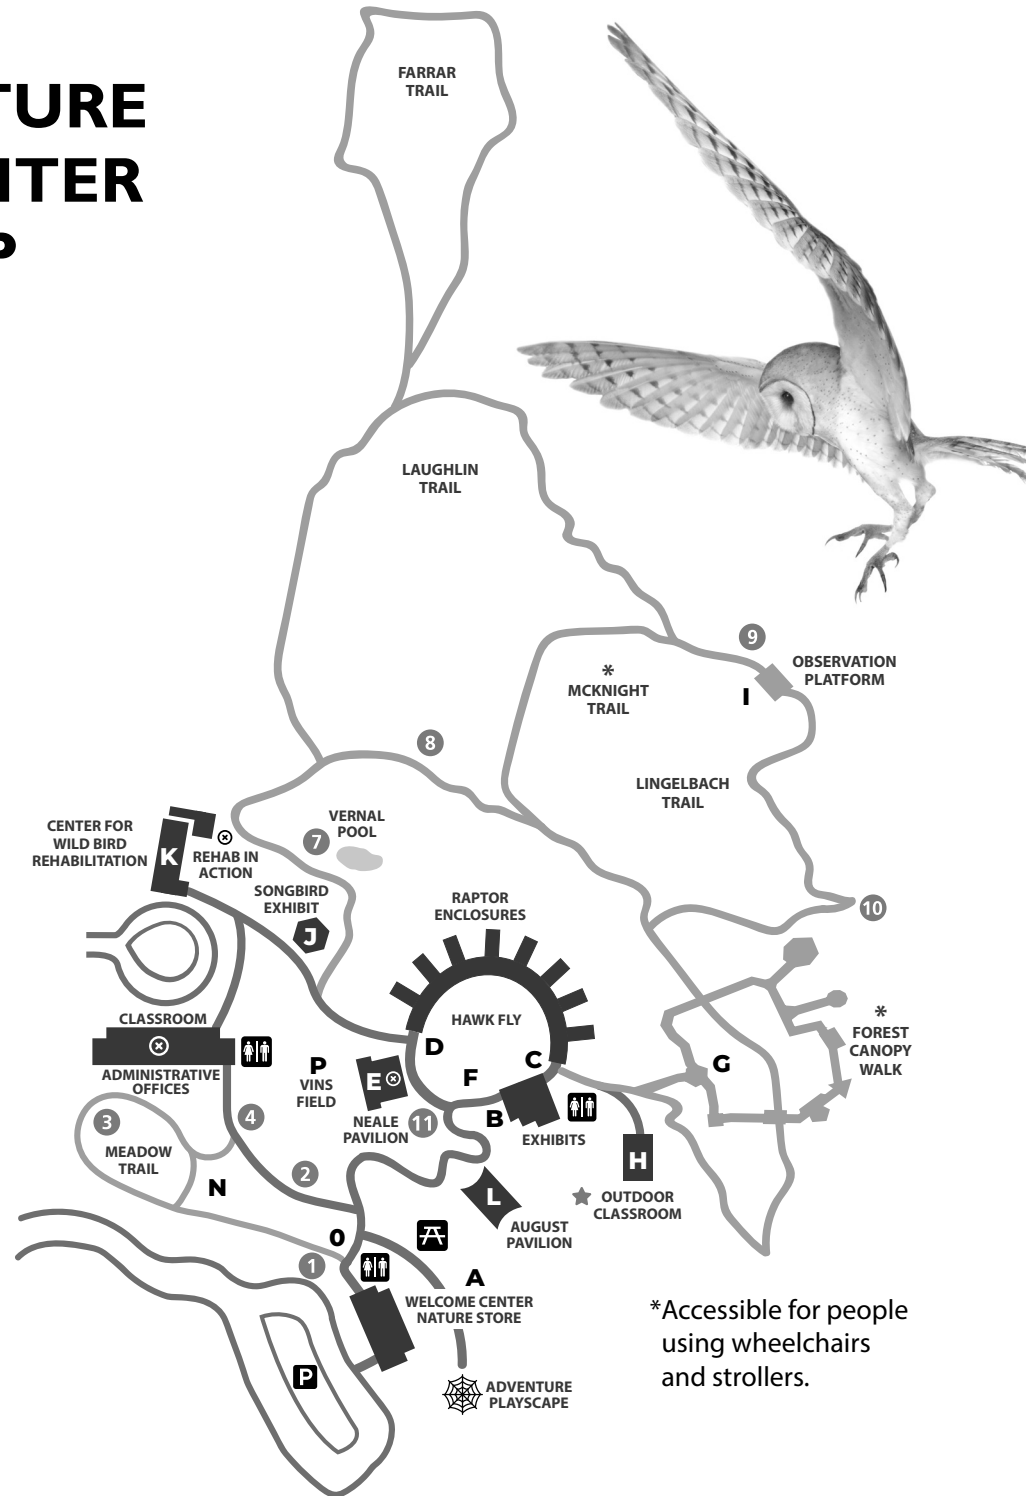 TURE
NTER
P
FARRAR
TRAIL
LAUGHLIN
TRAIL
9
OBSERVATION
PLATFORM
*
MCKNIGHT
TRAIL
I
8
LINGELBACH
TRAIL
VERNAL
POOL
7
CENTER FOR
WILD BIRD
REHABILITATION
K
REHAB IN
ACTION
SONGBIRD
EXHIBIT
J
RAPTOR
ENCLOSURES
10
HAWK FLY
CLASSROOM
ADMINISTRATIVE
OFFICES
D
C
P
VINS
FIELD
E
F
B
NEALE
PAVILION
11
EXHIBITS
*
FOREST
CANOPY
WALK
G
3
MEADOW
TRAIL
4
2
N
H
OUTDOOR
CLASSROOM
L
AUGUST
PAVILION
O
1
A
WELCOME CENTER
NATURE STORE
P
ADVENTURE
PLAYSCAPE
*Accessible for people
using wheelchairs
and strollers.